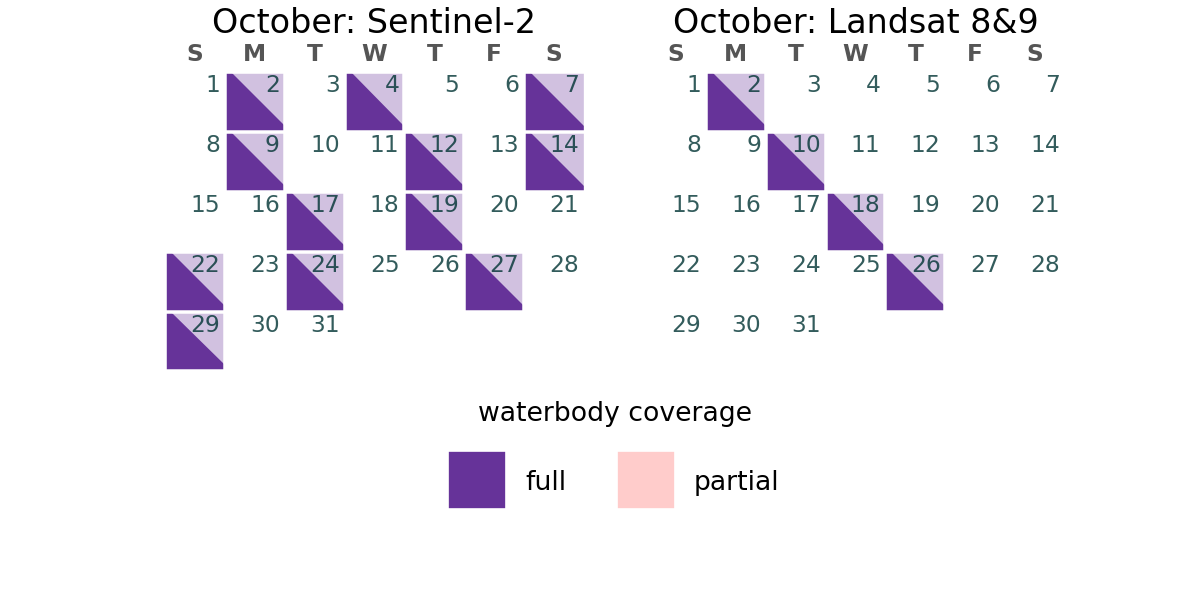 October: Sentinel-2
S M T W T F S
1 2 3 4 5 6 7
8 9 10 11 12 13 14
15 16 17 18 19 20 21
22 23 24 25 26 27 28
29 30 31
October: Landsat 8&9
S M T W T F S
1 2 3 4 5 6 7
8 9 10 11 12 13 14
15 16 17 18 19 20 21
22 23 24 25 26 27 28
29 30 31
waterbody coverage
full
partial